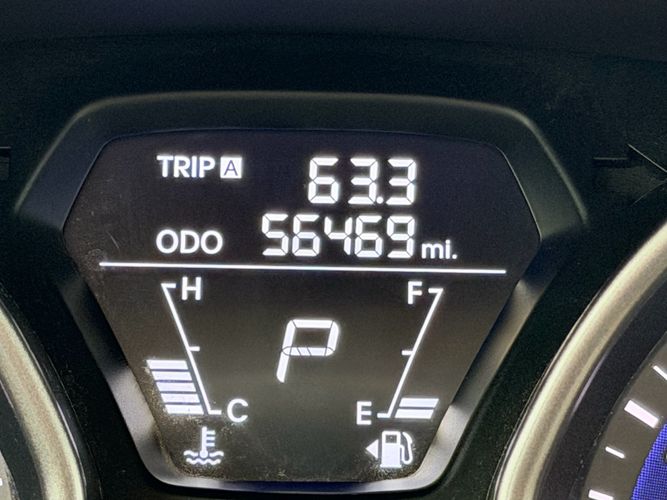 TRIP A 63.3
ODO 56469 mi.
H F
P
C E